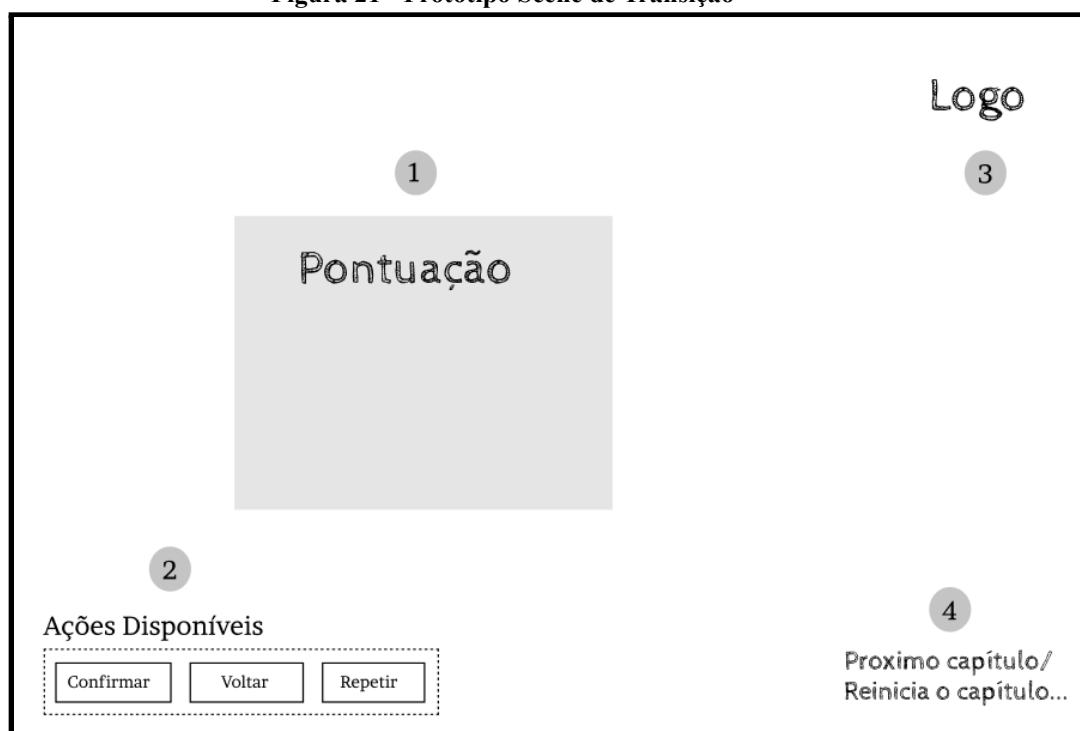 Figura 21 - Protótipo Scene de Transição
Logo
1
3
Pontuação
2
Ações Disponíveis
Confirmar
Voltar
Repetir
4
Proximo capítulo/
Reinicia o capítulo...